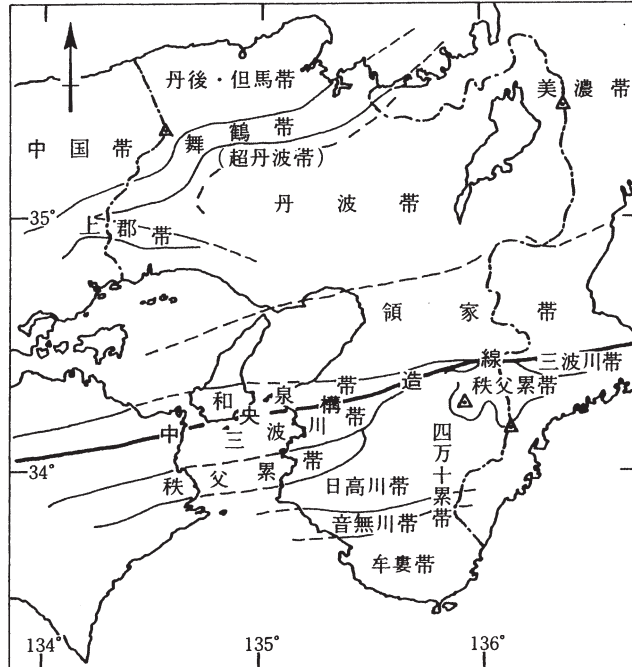 丹後・但馬帯
美濃帯
舞鶴帯
中国帯
(超丹波帯)
丹波帯
35°
上郡帯
領家帯
中央構造線
三波川帯
和泉帯
秩父累帯
三波川帯
34°
秩父累帯
四万十累帯
日高川帯
音無川帯
牟婁帯
134°
135°
136°